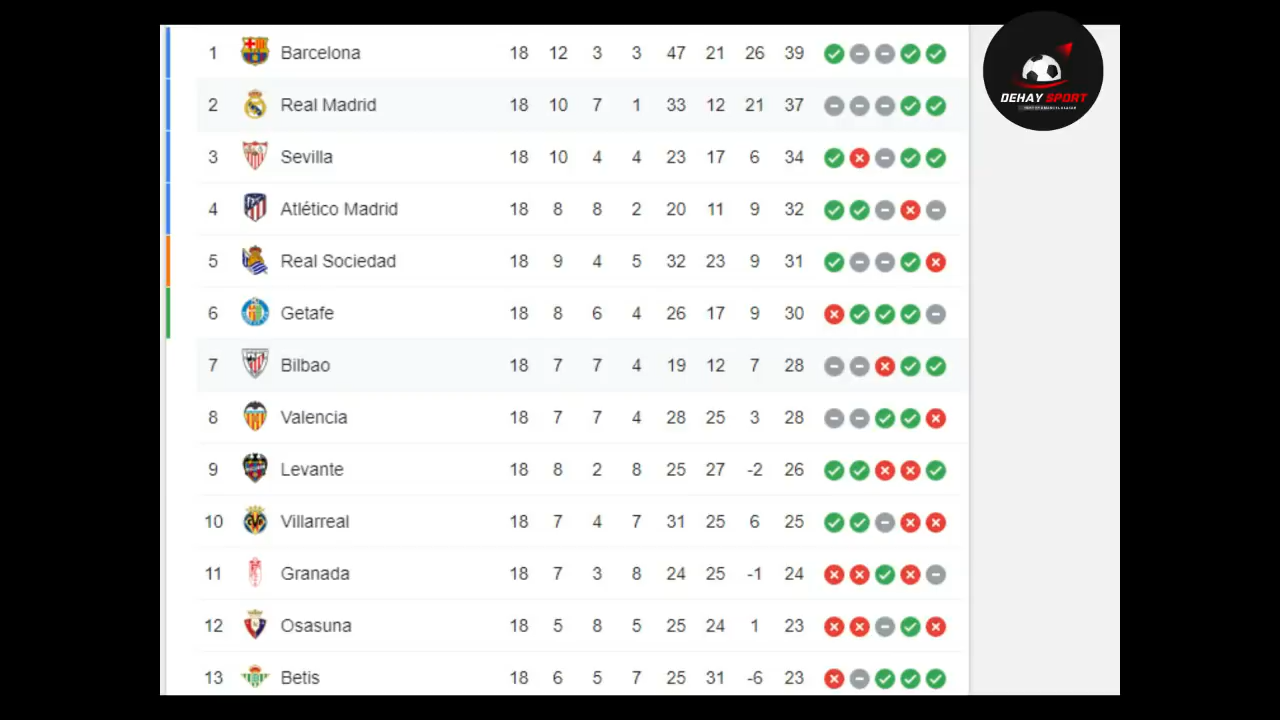 1 Barcelona 18 12 3 3 47 21 26 39
2 Real Madrid 18 10 7 1 33 12 21 37
3 Sevilla 18 10 4 4 23 17 6 34
4 Atlético Madrid 18 8 8 2 20 11 9 32
5 Real Sociedad 18 9 4 5 32 23 9 31
6 Getafe 18 8 6 4 26 17 9 30
7 Bilbao 18 7 7 4 19 12 7 28
8 Valencia 18 7 7 4 28 25 3 28
9 Levante 18 8 2 8 25 27 -2 26
10 Villarreal 18 7 4 7 31 25 6 25
11 Granada 18 7 3 8 24 25 -1 24
12 Osasuna 18 5 8 5 25 24 1 23
13 Betis 18 6 5 7 25 31 -6 23
DEHAY SPORT